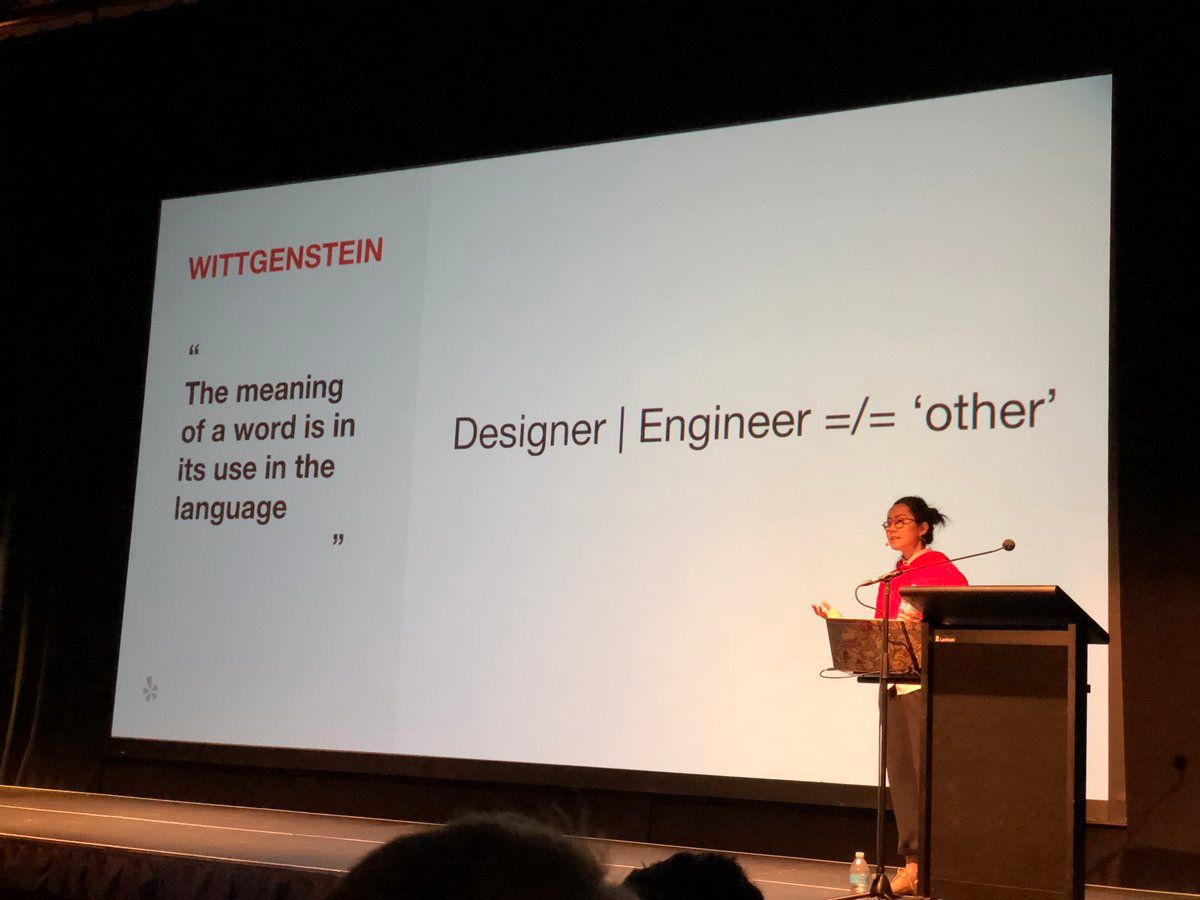 WITTGENSTEIN
“
The meaning
of a word is in
its use in the
language
”
Designer | Engineer =/= ‘other’